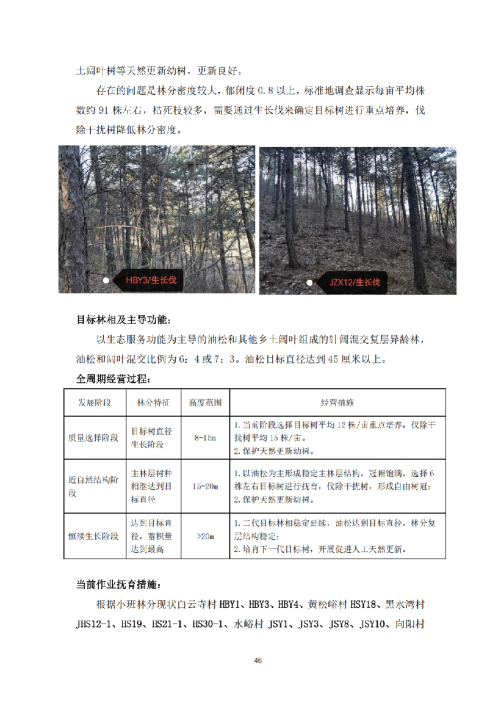 土阔叶树等天然更新幼树，更新良好。
存在的问题是林分密度较大，郁闭度 0.8 以上，标准地调查显示每亩平均株
数约 91 株左右，枯死枝较多，需要通过生长伐来确定目标树进行重点培养，伐
除干扰树降低林分密度。
HBY3/生长伐
JZX12/生长伐
目标林相及主导功能：
以生态服务功能为主导的油松和其他乡土阔叶组成的针阔混交复层异龄林，
油松和阔叶混交比例为 6：4 或 7：3。油松目标直径达到 45 厘米以上。
全周期经营过程：
发展阶段 林分特征 高度范围 经营措施
质量选择阶段 目标树直径生长阶段 8-15m 1.当前阶段选择目标树平均 12 株/亩重点培养，伐除干
扰树平均 15 株/亩。
2.保护天然更新幼树。
近自然结构阶段 主林层树种相继达到目标直径 15-20m 1.以油松为主形成稳定主林层结构，冠幅饱满，选择 6
株左右目标树进行抚育，伐除干扰树，形成自由树冠；
2.保护天然更新幼树。
恒续生长阶段 达到目标直径，蓄积量达到最高 >20m 1.二代目标林相稳定延续，油松达到目标直径，林分复
层结构稳定；
2.培育下一代目标树，开展促进人工天然更新。
当前作业抚育措施：
根据小班林分现状白云寺村 HBY1、HBY3、HBY4、黄松峪村 HSY18、黑水湾村
JHS12-1、HS19、HS21-1、HS30-1、水峪村 JSY1、JSY3、JSY8、JSY10、向阳村
46